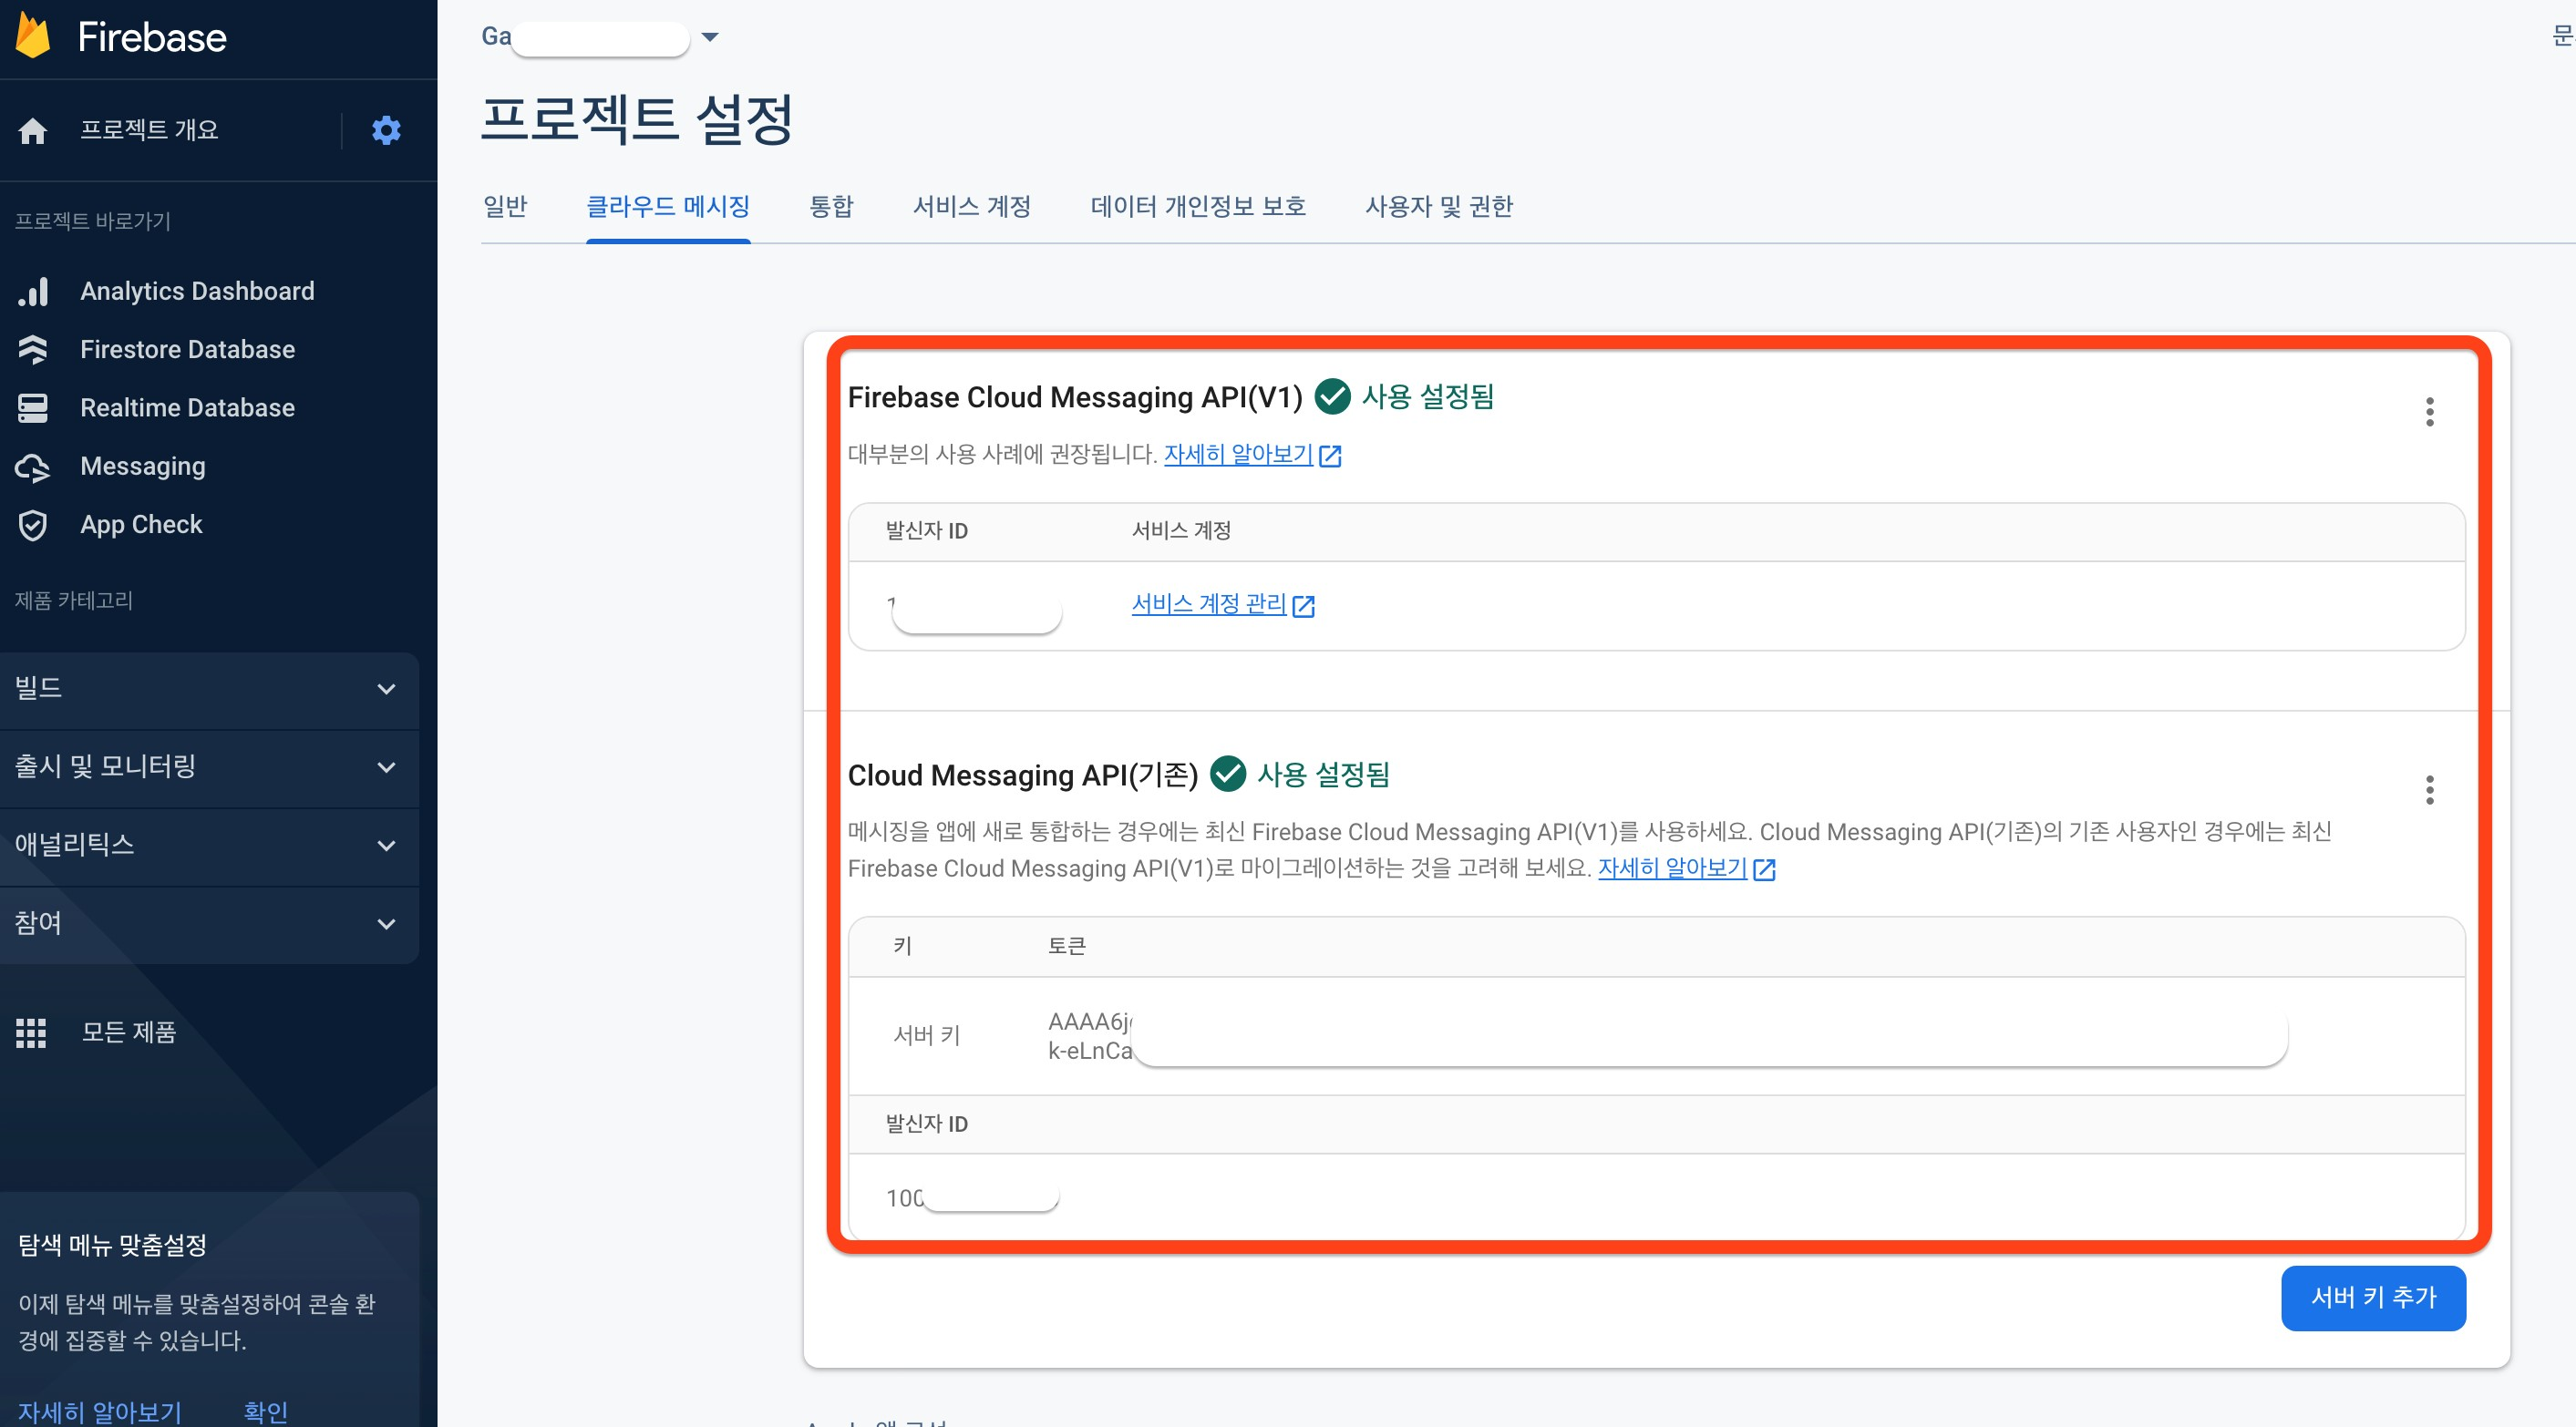 Firebase
프로젝트 개요
프로젝트 바로가기
Analytics Dashboard
Firestore Database
Realtime Database
Messaging
App Check
제품 카테고리
빌드
출시 및 모니터링
애널리틱스
참여
모든 제품
탐색 메뉴 맞춤설정
이제 탐색 메뉴를 맞춤설정하여 콘솔 환
경에 집중할 수 있습니다.
자세히 알아보기 확인
Ga
문
프로젝트 설정
일반 클라우드 메시징 통합 서비스 계정 데이터 개인정보 보호 사용자 및 권한
Firebase Cloud Messaging API(V1) 사용 설정됨
대부분의 사용 사례에 권장됩니다. 자세히 알아보기
발신자 ID 서비스 계정
서비스 계정 관리
Cloud Messaging API(기존) 사용 설정됨
메시징을 앱에 새로 통합하는 경우에는 최신 Firebase Cloud Messaging API(V1)를 사용하세요. Cloud Messaging API(기존)의 기존 사용자인 경우에는 최신
Firebase Cloud Messaging API(V1)로 마이그레이션하는 것을 고려해 보세요. 자세히 알아보기
키 토큰
서버 키 AAAA6j
k-eLnCa
발신자 ID
100
서버 키 추가